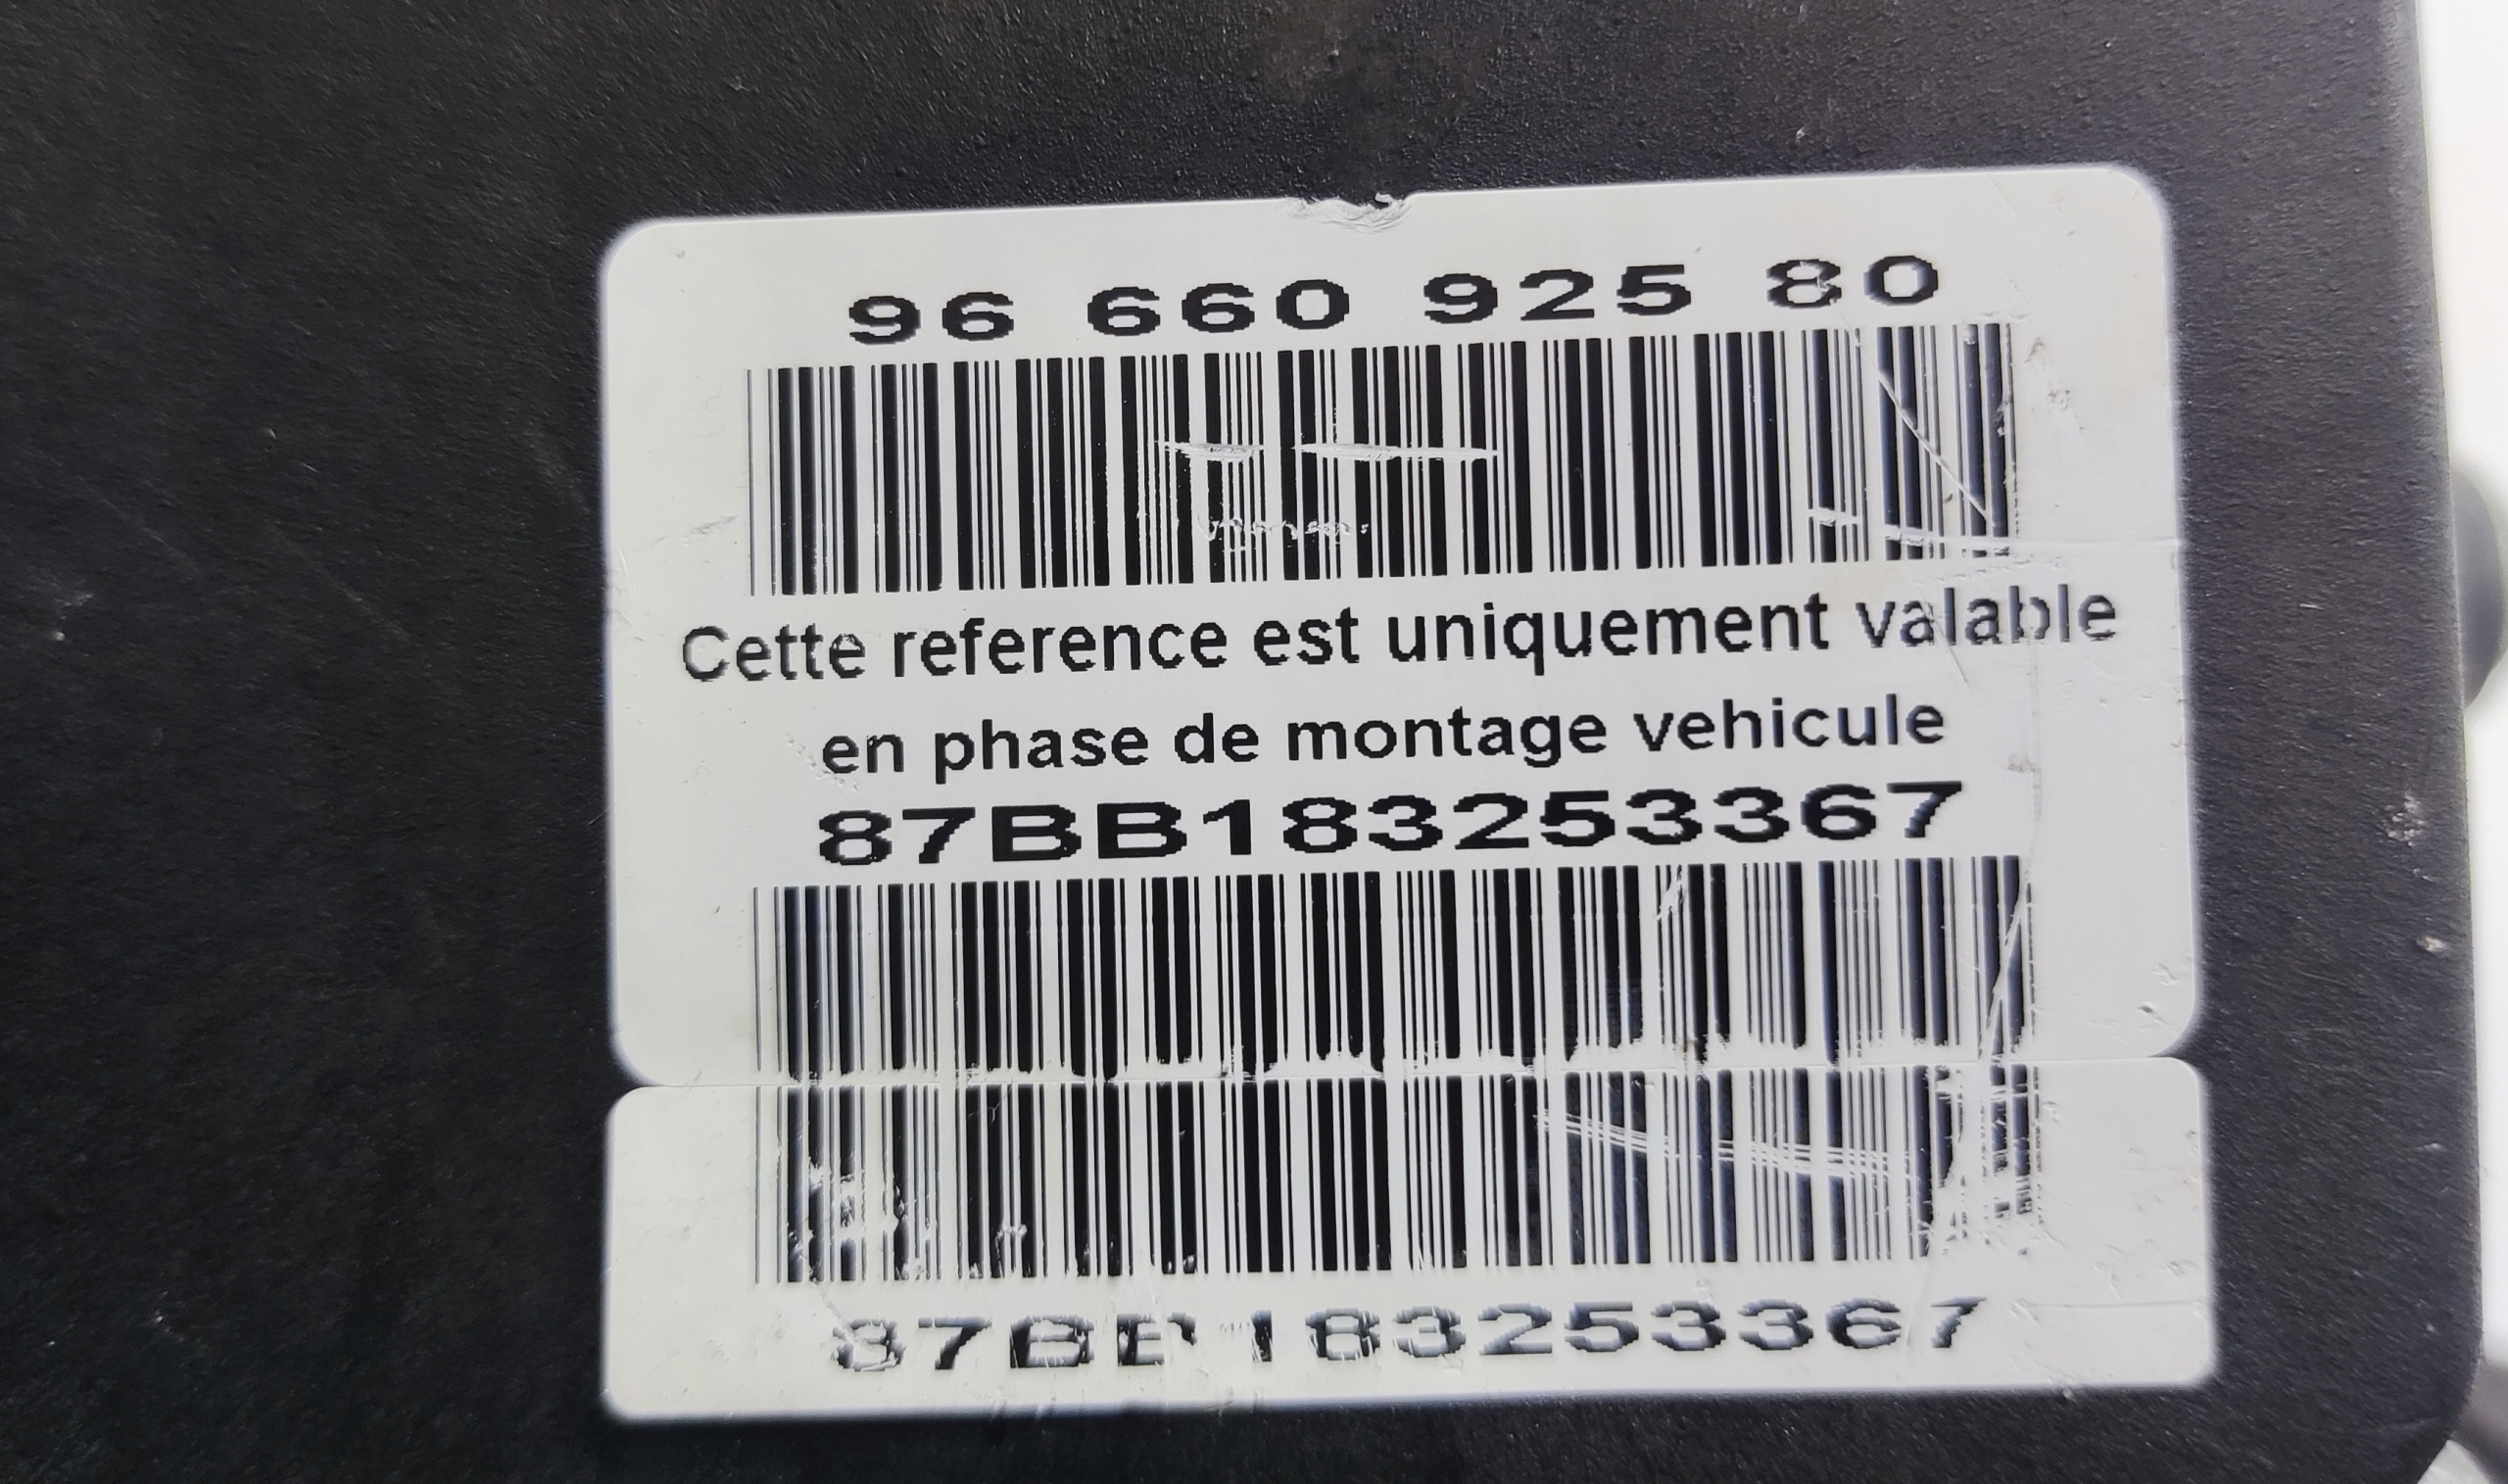 96 660 925 80
Cette reference est uniquement valable
en phase de montage vehicule
87BB183253367
87BB183253367